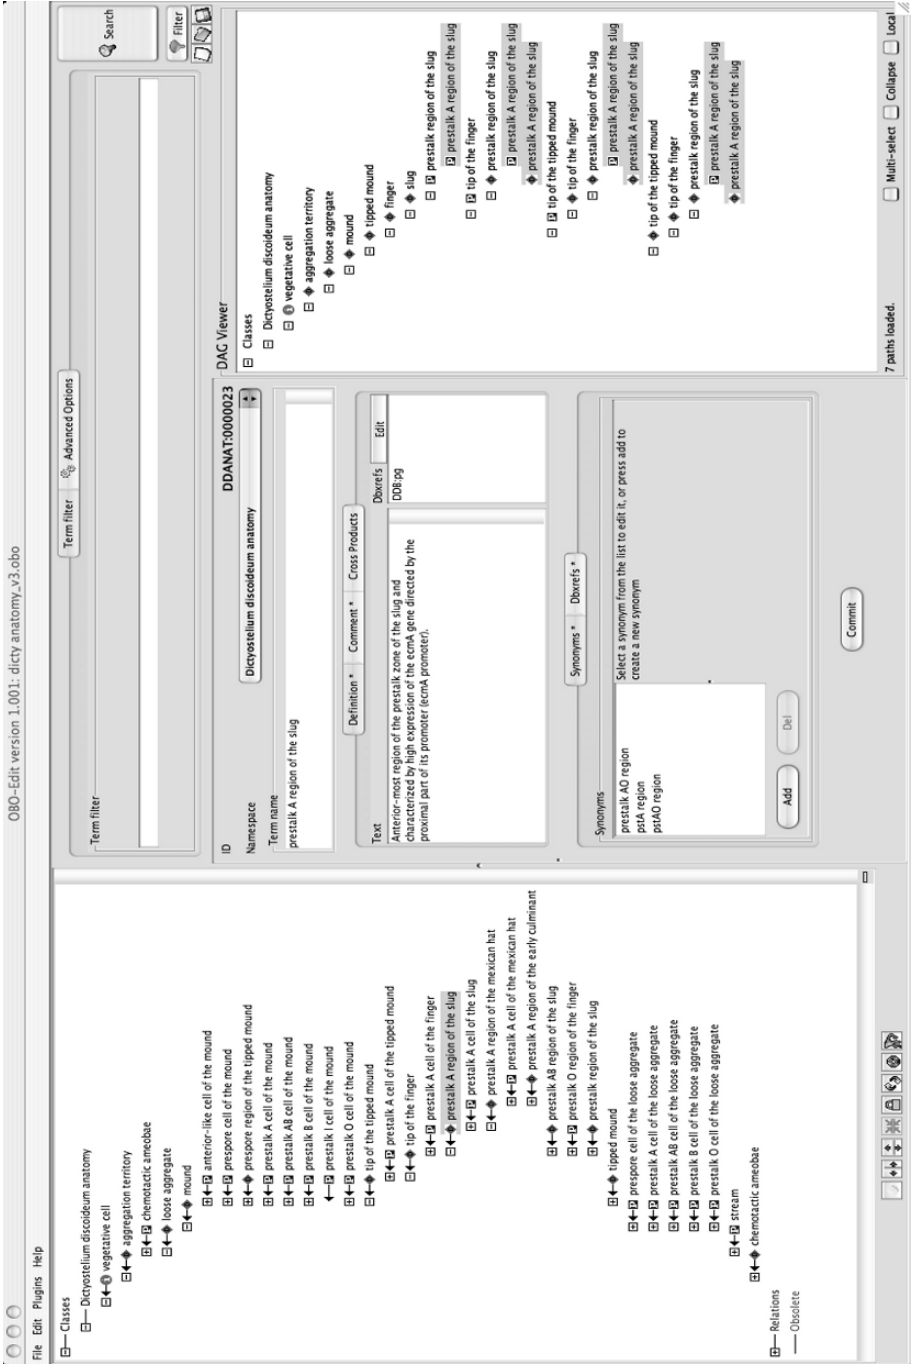 OBO-Edit version 1.001: dicty anatomy_v3.obo
File Edit Plugins Help
Classes
Dictyostelium discoideum anatomy
vegetative cell
aggregation territory
P chemotactic ameobae
loose aggregate
mound
P anterior-like cell of the mound
P prespore cell of the mound
prespore region of the tipped mound
P prestalk A cell of the mound
P prestalk AB cell of the mound
P prestalk B cell of the mound
prestalk I cell of the mound
P prestalk O cell of the mound
tip of the tipped mound
P prestalk A cell of the tipped mound
tip of the finger
P prestalk A cell of the finger
prestalk A region of the slug
P prestalk A cell of the slug
prestalk A region of the mexican hat
P prestalk A cell of the mexican hat
prestalk A region of the early culminant
prestalk AB region of the slug
P prestalk O region of the finger
prestalk region of the slug
tipped mound
P prespore cell of the loose aggregate
P prestalk A cell of the loose aggregate
P prestalk AB cell of the loose aggregate
P prestalk B cell of the loose aggregate
P prestalk O cell of the loose aggregate
P stream
chemotactic ameobae
Relations
Obsolete
Term filter
Advanced Options
Term filter
Search
Filter
ID
DDANAT:0000023
Namespace
Dictyostelium discoideum anatomy
Term name
prestalk A region of the slug
Definition *
Comment *
Cross Products
Text
Anterior-most region of the prestalk zone of the slug and
characterized by high expression of the ecmA gene directed by the
proximal part of its promoter (ecmA promoter).
Dbxrefs
Edit
DDB:pg
Synonyms *
Dbxrefs *
Synonyms
prestalk AO region
pstA region
pstAO region
Select a synonym from the list to edit it, or press add to
create a new synonym
Add
Del
Commit
DAG Viewer
Classes
Dictyostelium discoideum anatomy
vegetative cell
aggregation territory
loose aggregate
mound
tipped mound
finger
slug
P prestalk region of the slug
P prestalk A region of the slug
P tip of the finger
prestalk region of the slug
P prestalk A region of the slug
prestalk A region of the slug
P tip of the tipped mound
tip of the finger
prestalk region of the slug
P prestalk A region of the slug
prestalk A region of the slug
tip of the tipped mound
tip of the finger
prestalk region of the slug
P prestalk A region of the slug
prestalk A region of the slug
7 paths loaded.
Multi-select
Collapse
Local